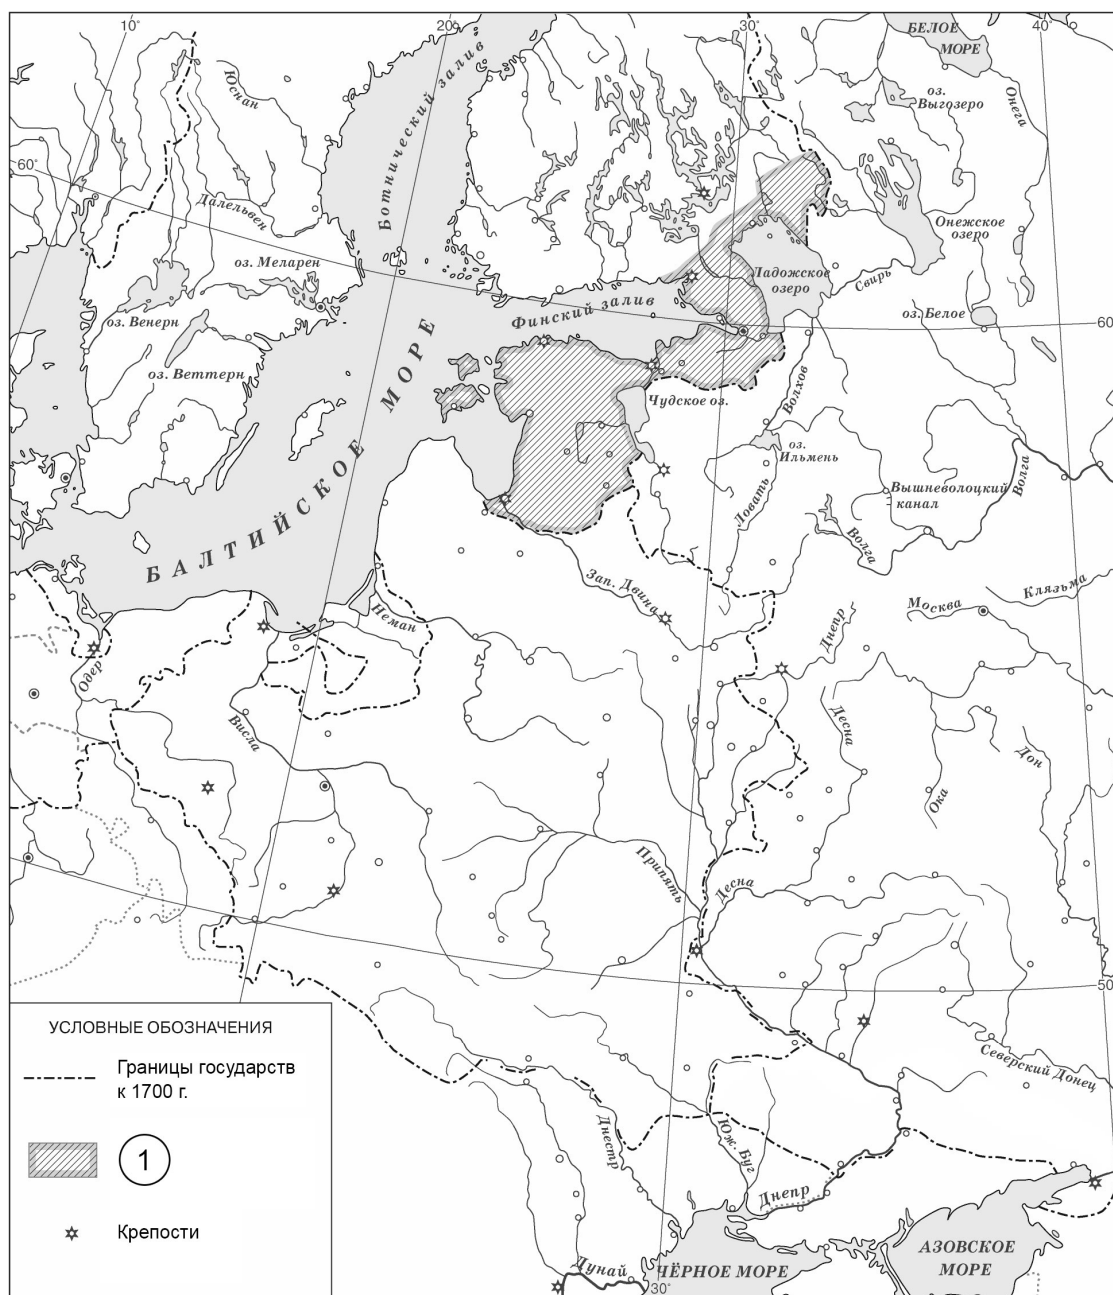 10°
20°
30°
40°
БЕЛОЕ
МОРЕ
оз.
Выгозеро
Онега
Юснан
Ботнический залив
60°
Далельвен
оз. Меларен
Онежское
озеро
Ладожское
озеро
Свирь
оз. Венерн
Финский залив
оз. Белое
60
оз. Веттерн
Чудское оз.
Волхов
оз.
Ильмень
Волга
Вышневолоцкий
канал
Ловать
Волга
БАЛТИЙСКОЕ МОРЕ
Зап. Двина
Клязьма
Москва
Неман
Днепр
Одер
Висла
Десна
Дон
Ока
Припять
Десна
50
Северский Донец
Днестр
Юж. Буг
Днепр
АЗОВСКОЕ
МОРЕ
Дунай
ЧЁРНОЕ МОРЕ
30°
УСЛОВНЫЕ ОБОЗНАЧЕНИЯ
Границы государств
к 1700 г.
1
Крепости